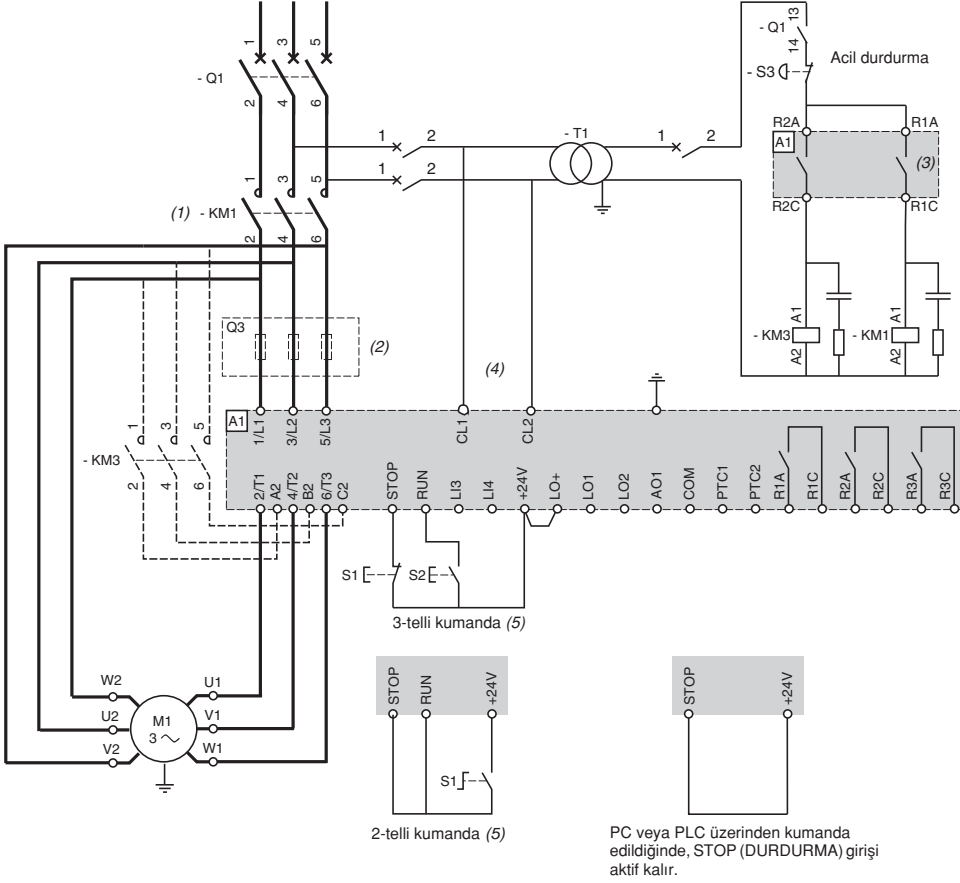 1 3 5
- Q1
2 4 6
13
- Q1
14
- S3
Acil durdurma
1 2
- T1
1 2
1 2
R2A R1A
A1
(3)
R2C R1C
1 3 5
(1) - KM1
2 4 6
Q3
(2)
(4)
A1 A1
- KM3 - KM1
A2 A2
A1
1/L1 3/L2 5/L3 CL1 CL2
1 3 5
- KM3
2 4 6
2/T1 A2 4/T2 B2 6/T3 C2 STOP RUN LI3 LI4 +24V LO+ LO1 LO2 AO1 COM PTC1 PTC2 R1A R1C R2A R2C R3A R3C
S1 S2
3-telli kumanda (5)
STOP RUN +24V
STOP +24V
W2 U1
U2 M1 V1
3
V2 W1
S1
2-telli kumanda (5)
PC veya PLC üzerinden kumanda
edildiğinde, STOP (DURDURMA) girişi
aktif kalır.